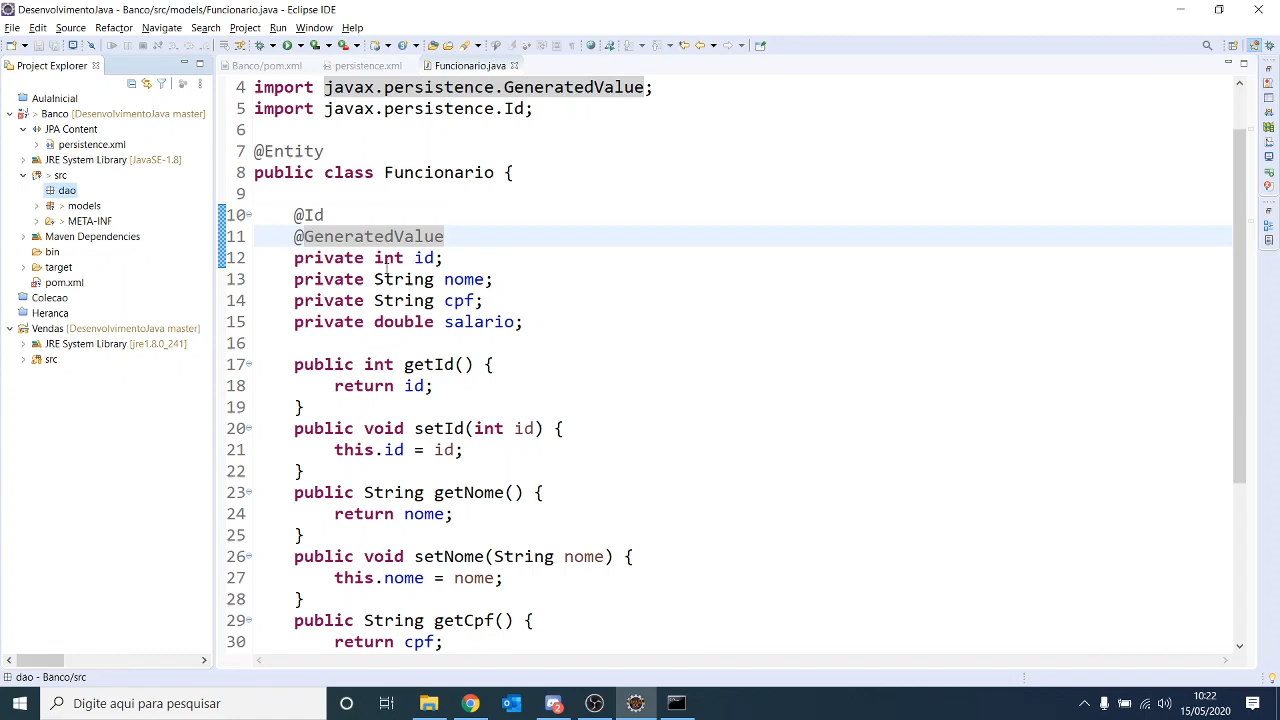 DesenvolvimentoJava - Banco/src/models/Funcionario.java - Eclipse IDE
File Edit Source Refactor Navigate Search Project Run Window Help
Project Explorer
Banco/pom.xml
persistence.xml
Funcionario.java
AulaInicial
> Banco [DesenvolvimentoJava master]
JPA Content
persistence.xml
JRE System Library [JavaSE-1.8]
> src
dao
> models
> META-INF
Maven Dependencies
bin
> target
pom.xml
Colecao
Heranca
Vendas [DesenvolvimentoJava master]
JRE System Library [jre1.8.0_241]
src
4 import javax.persistence.GeneratedValue;
5 import javax.persistence.Id;
6
7 @Entity
8 public class Funcionario {
9
10 @Id
11 @GeneratedValue
12 private int id;
13 private String nome;
14 private String cpf;
15 private double salario;
16
17 public int getId() {
18 return id;
19 }
20 public void setId(int id) {
21 this.id = id;
22 }
23 public String getNome() {
24 return nome;
25 }
26 public void setNome(String nome) {
27 this.nome = nome;
28 }
29 public String getCpf() {
30 return cpf;
dao - Banco/src
Digite aqui para pesquisar
10:22
15/05/2020